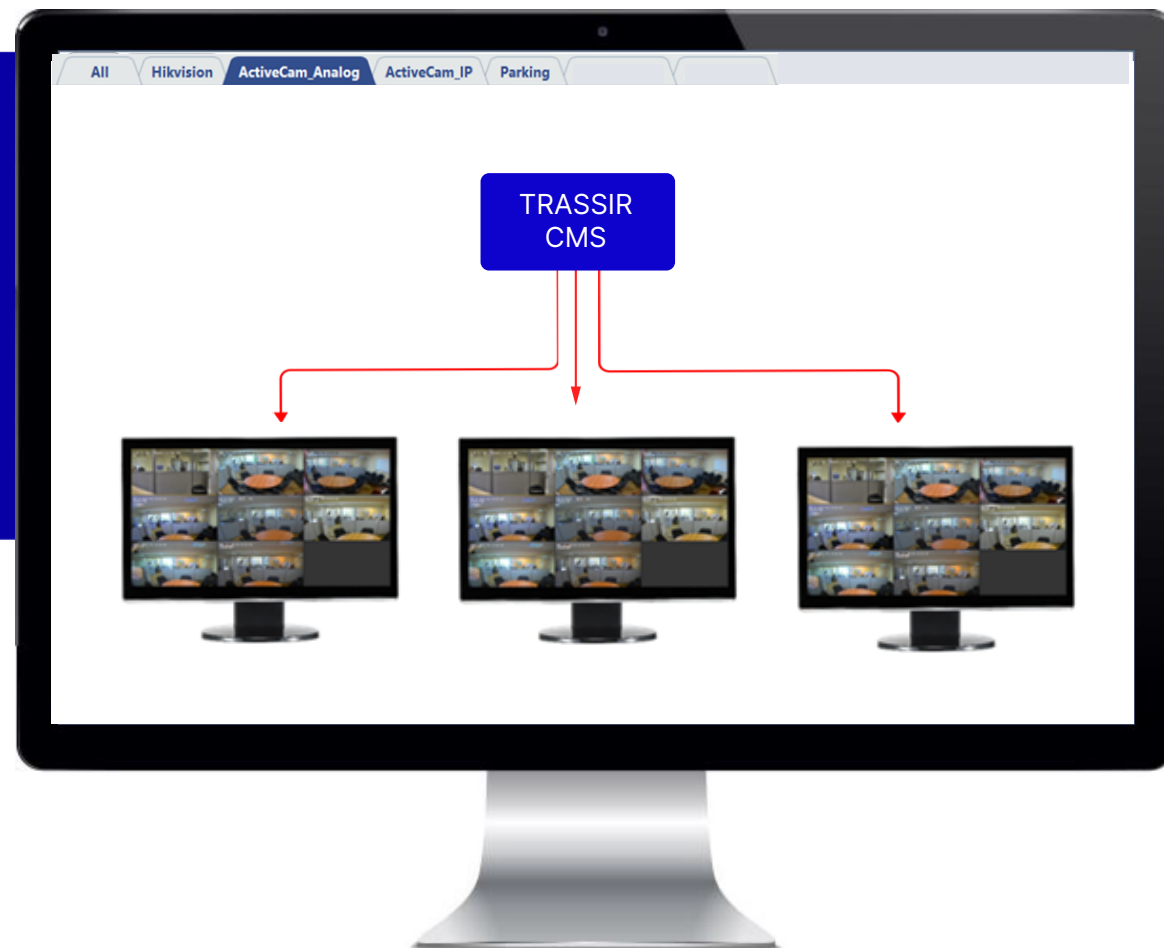 All
Hikvision
ActiveCam_Analog
ActiveCam_IP
Parking
TRASSIR
CMS